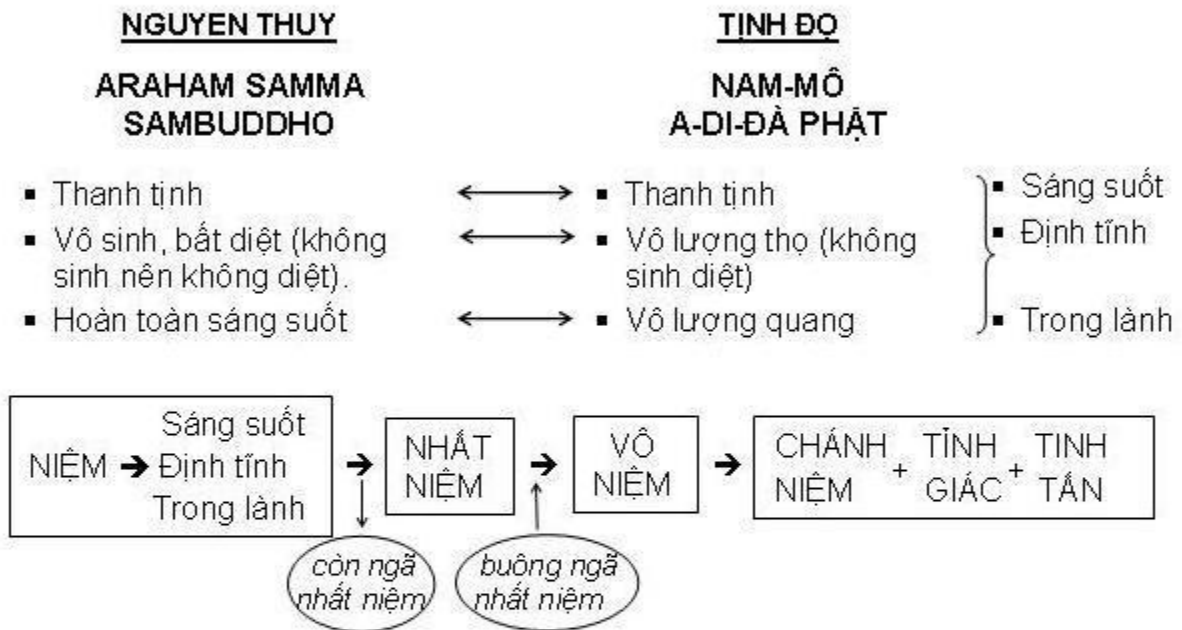 NGUYEN THUY
TỊNH ĐỘ
ARAHAM SAMMA
SAMBUDDHO
NAM-MÔ
A-DI-ĐÀ PHẬT
▪ Thanh tịnh
▪ Vô sinh, bất diệt (không
sinh nên không diệt).
▪ Hoàn toàn sáng suốt
▪ Thanh tịnh
▪ Vô lượng thọ (không
sinh diệt)
▪ Vô lượng quang
▪ Sáng suốt
▪ Định tĩnh
▪ Trong lành
NIỆM → Sáng suốt
Định tĩnh
Trong lành
NHẤT
NIỆM
VÔ
NIỆM
CHÁNH
NIỆM
+
TỈNH
GIÁC
+
TINH
TẤN
còn ngã
nhất niệm
buông ngã
nhất niệm